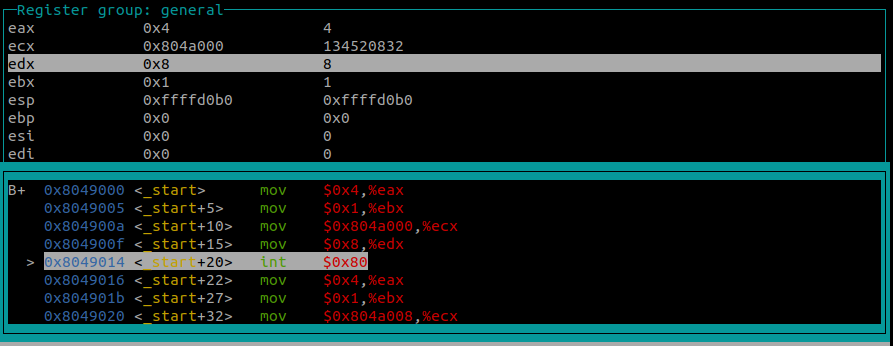 Register group: general
eax 0x4 4
ecx 0x804a000 134520832
edx 0x8 8
ebx 0x1 1
esp 0xffffd0b0 0xffffd0b0
ebp 0x0 0x0
esi 0x0 0
edi 0x0 0
B+ 0x8049000 <_start> mov $0x4,%eax
0x8049005 <_start+5> mov $0x1,%ebx
0x804900a <_start+10> mov $0x804a000,%ecx
0x804900f <_start+15> mov $0x8,%edx
> 0x8049014 <_start+20> int $0x80
0x8049016 <_start+22> mov $0x4,%eax
0x804901b <_start+27> mov $0x1,%ebx
0x8049020 <_start+32> mov $0x804a008,%ecx